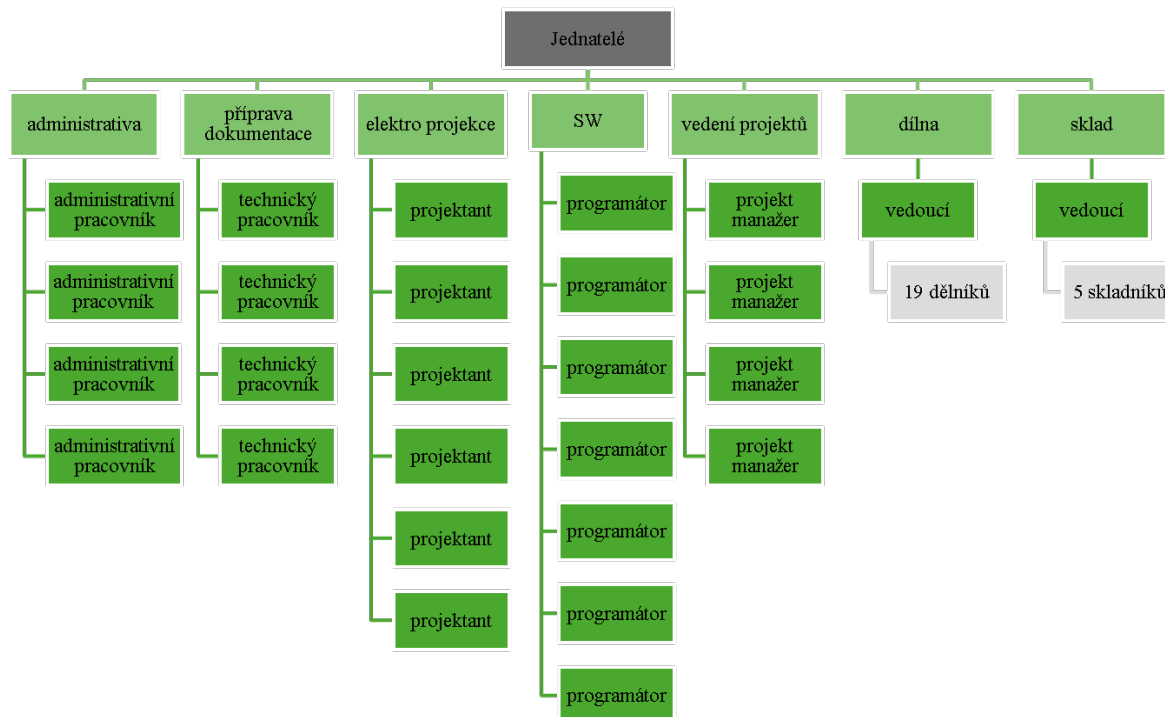 Jednatelé
administrativa
příprava
dokumentace
elektro projekce
SW
vedení projektů
dílna
sklad
administrativní
pracovník
administrativní
pracovník
administrativní
pracovník
administrativní
pracovník
technický
pracovník
technický
pracovník
technický
pracovník
technický
pracovník
projektant
projektant
projektant
projektant
projektant
projektant
programátor
programátor
programátor
programátor
programátor
programátor
programátor
projekt
manažer
projekt
manažer
projekt
manažer
projekt
manažer
vedoucí
19 dělníků
vedoucí
5 skladníků